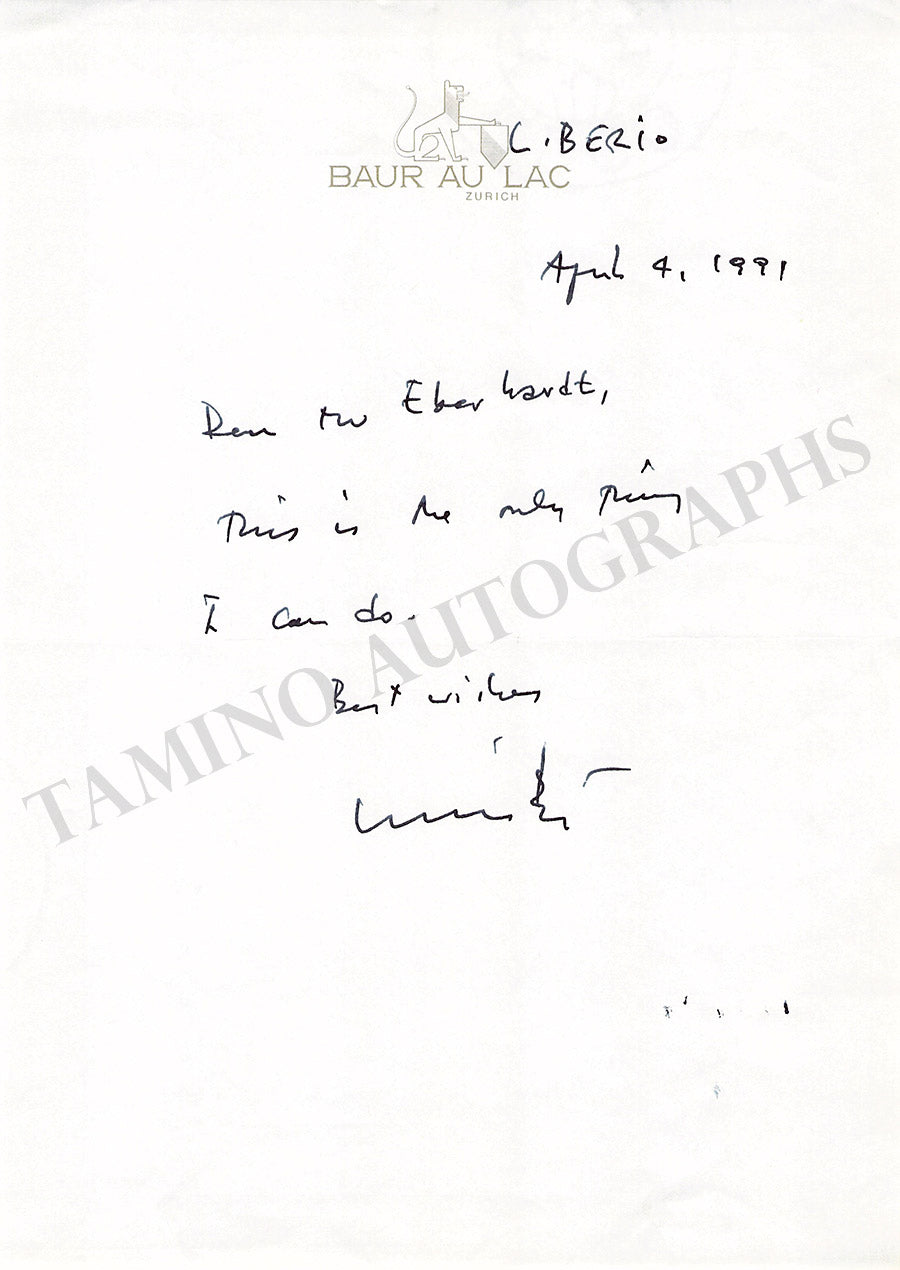 L. BERIO
BAUR AU LAC
ZURICH
April 4, 1991
Dear Mr Eberhardt,
This is the only thing
I can do.
Best wishes
TAMINO AUTOGRAPHS